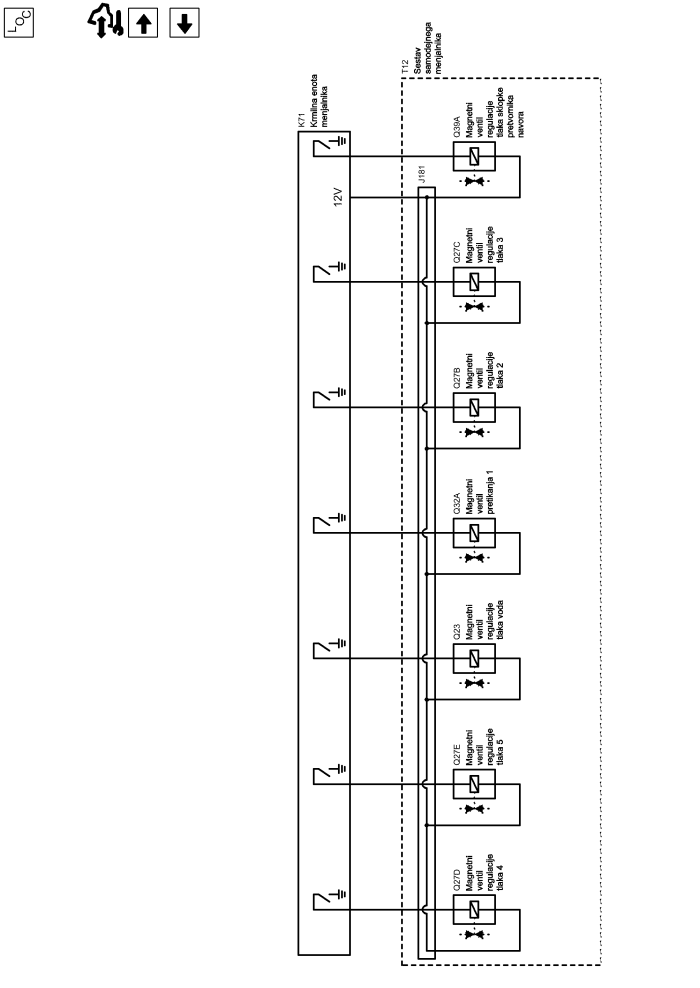 LOC
K71
Krmilna enota
menjalnika
12V
T12
Sestav
samodejnega
menjalnika
J181
Q39A
Magnetni
ventil
regulacije
tlaka sklopke
pretvornika
navora
Q27C
Magnetni
ventil
regulacije
tlaka 3
Q27B
Magnetni
ventil
regulacije
tlaka 2
Q32A
Magnetni
ventil
pretikanja 1
Q23
Magnetni
ventil
regulacije
tlaka voda
Q27E
Magnetni
ventil
regulacije
tlaka 5
Q27D
Magnetni
ventil
regulacije
tlaka 4